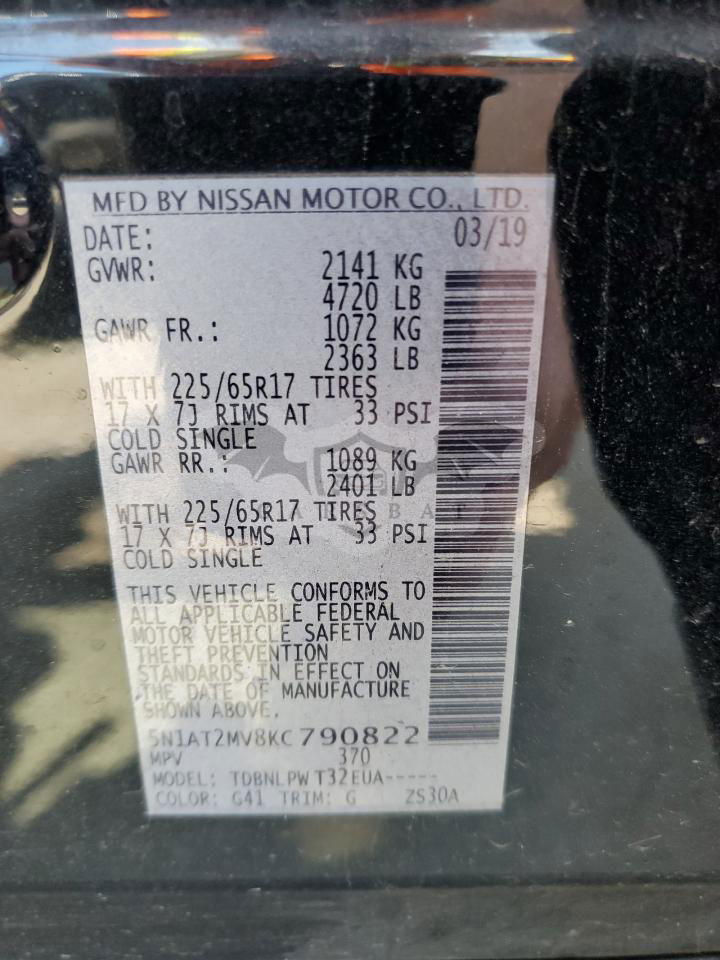 MFD BY NISSAN MOTOR CO., LTD.
DATE: 03/19
GVWR: 2141 KG
4720 LB
GAWR FR.: 1072 KG
2363 LB
WITH 225/65R17 TIRES
17 X 7J RIMS AT 33 PSI
COLD SINGLE
GAWR RR.: 1089 KG
2401 LB
WITH 225/65R17 TIRES
17 X 7J RIMS AT 33 PSI
COLD SINGLE
THIS VEHICLE CONFORMS TO
ALL APPLICABLE FEDERAL
MOTOR VEHICLE SAFETY AND
THEFT PREVENTION
STANDARDS IN EFFECT ON
THE DATE OF MANUFACTURE
SHOWN ABOVE.
5N1AT2MV8KC790822
MPV 370
MODEL: TDBNLPW T32EUA-----
COLOR: G41 TRIM: G ZS30A